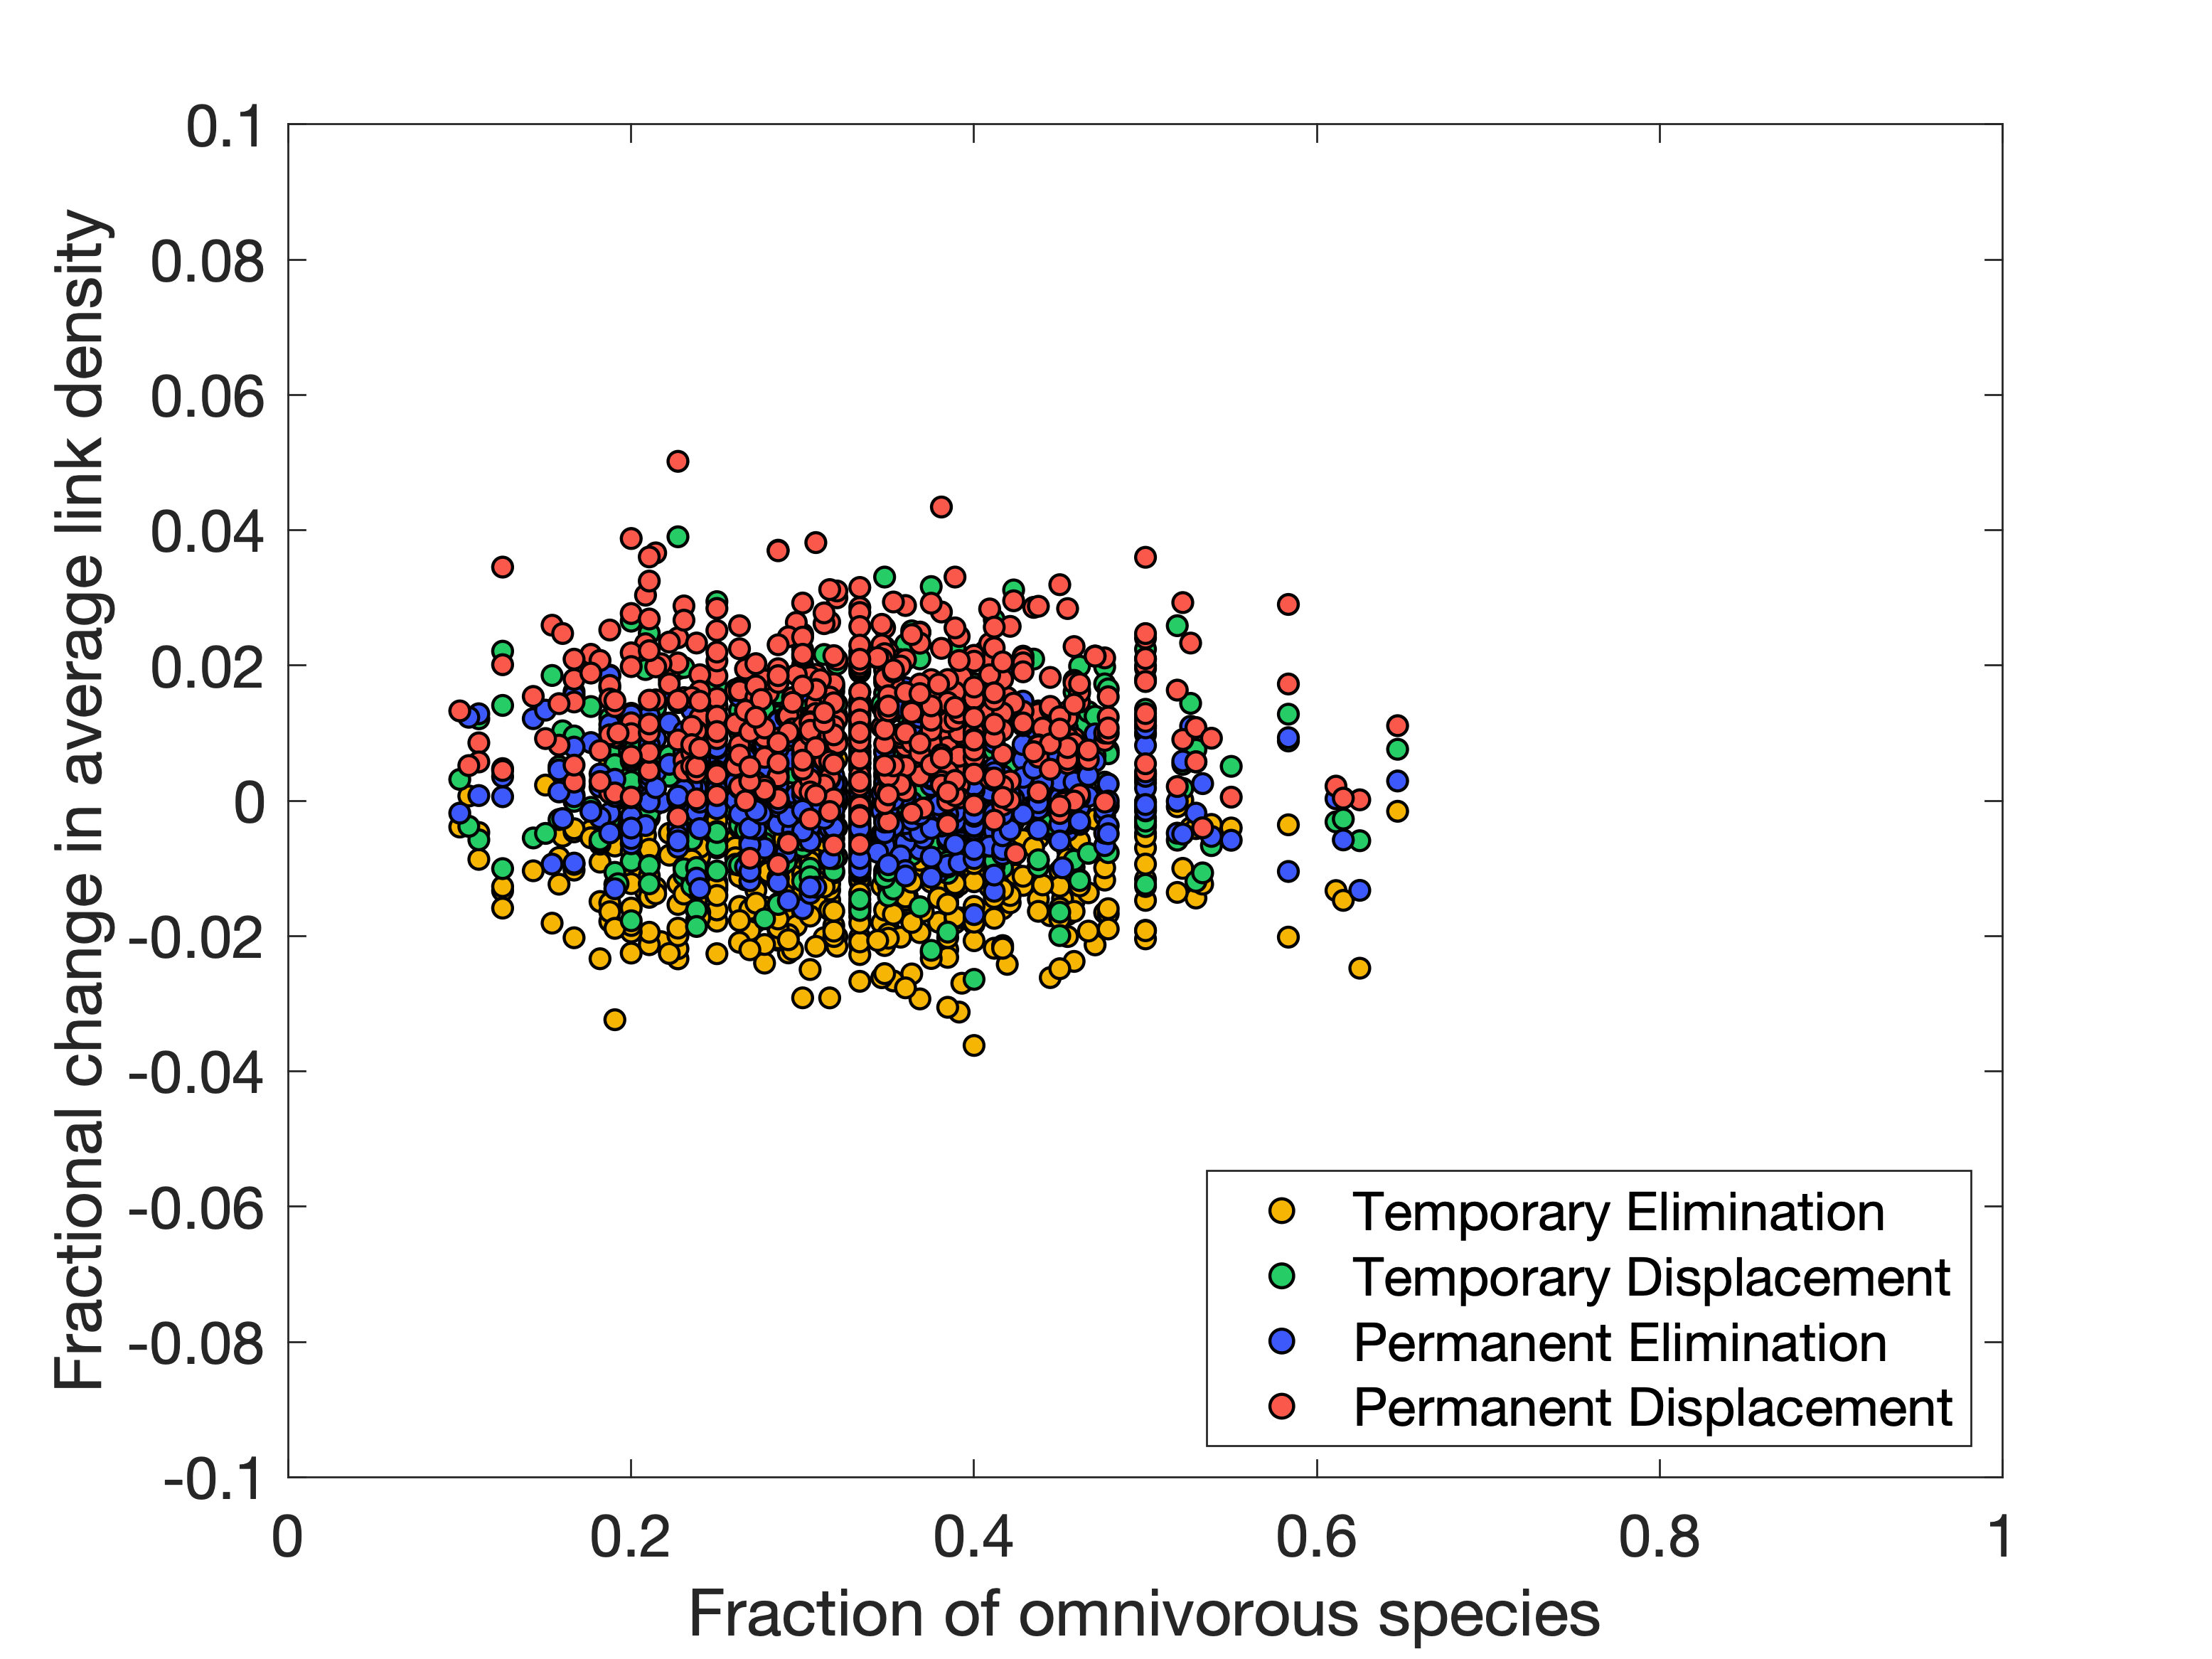 Fractional change in average link density
0.1
0.08
0.06
0.04
0.02
0
-0.02
-0.04
-0.06
-0.08
-0.1
Temporary Elimination
Temporary Displacement
Permanent Elimination
Permanent Displacement
0 0.2 0.4 0.6 0.8 1
Fraction of omnivorous species